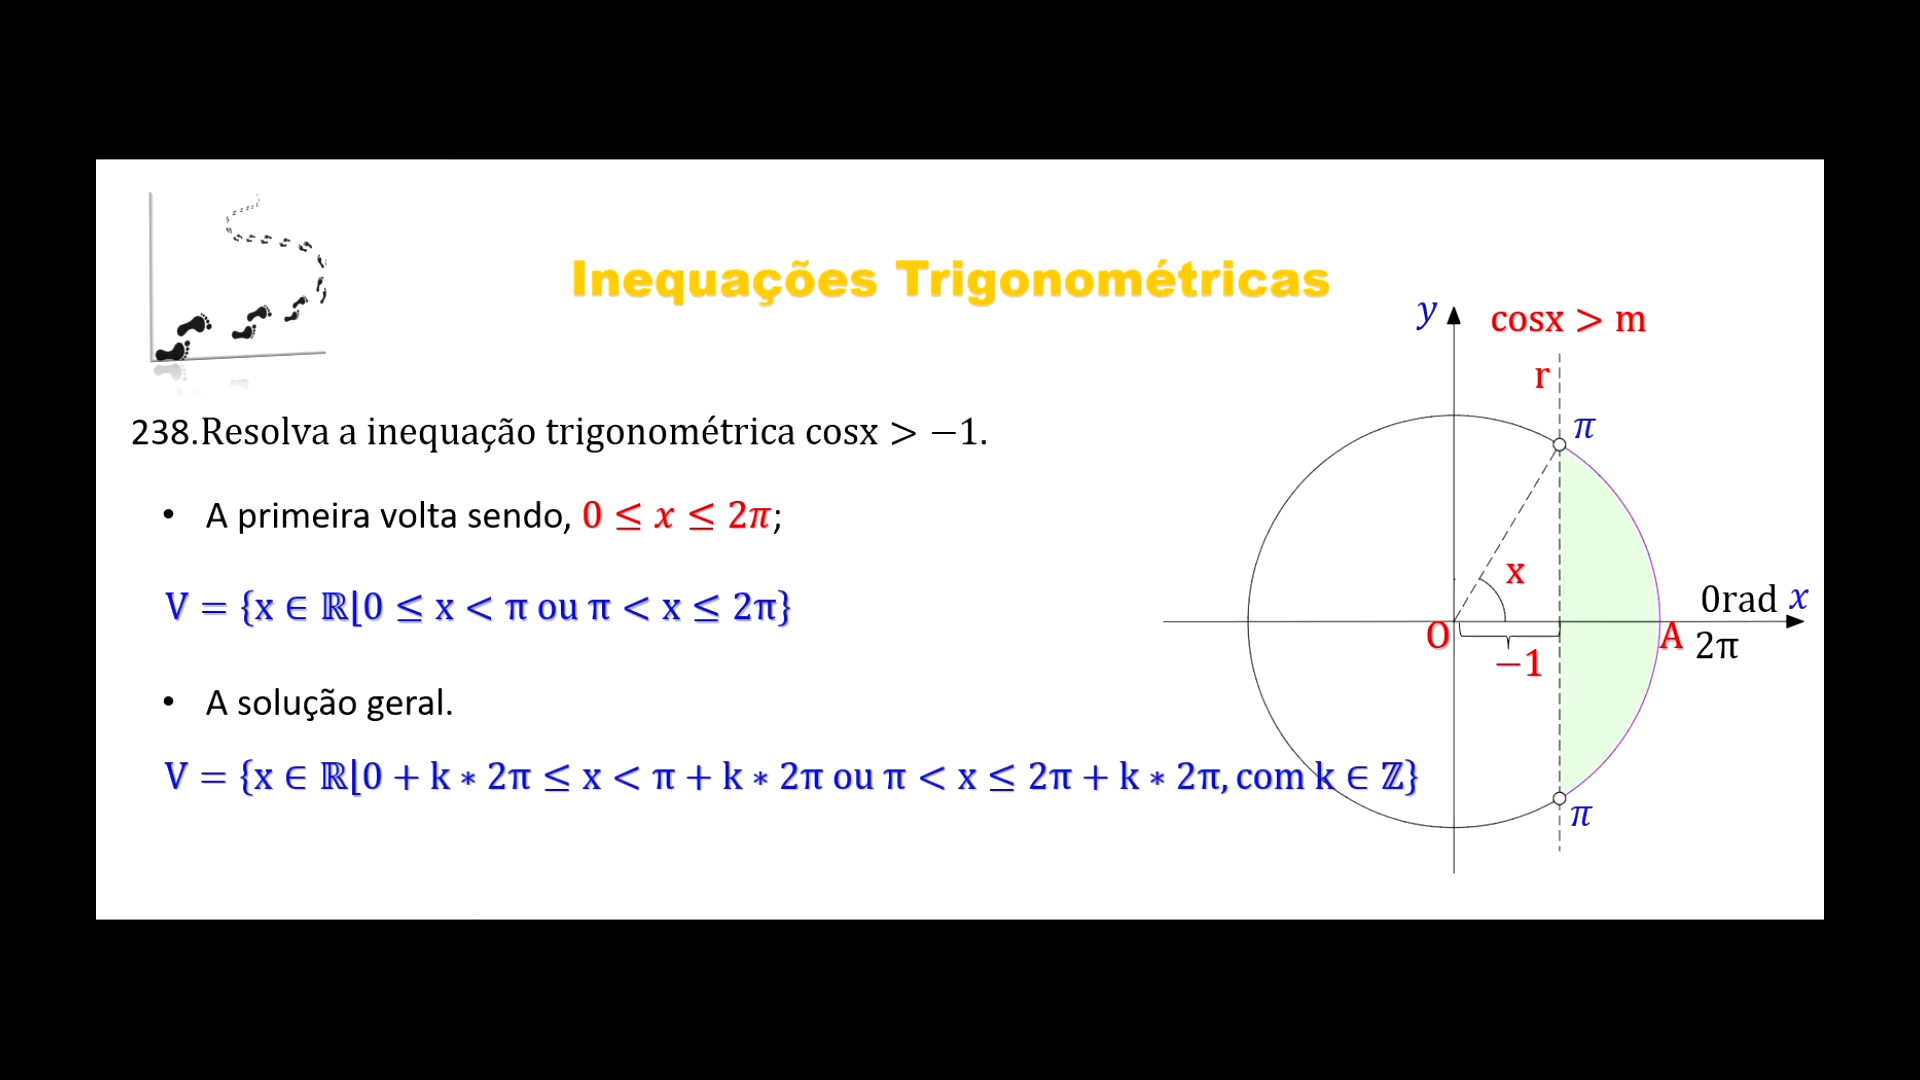 Inequações Trigonométricas
y
cosx > m
r
π
238.Resolva a inequação trigonométrica cosx > −1.
• A primeira volta sendo, 0 ≤ x ≤ 2π;
x
V = {x ∈ ℝ⌊0 ≤ x < π ou π < x ≤ 2π}
0rad x
O
A 2π
−1
• A solução geral.
V = {x ∈ ℝ⌊0 + k ∗ 2π ≤ x < π + k ∗ 2π ou π < x ≤ 2π + k ∗ 2π, com k ∈ ℤ}
π